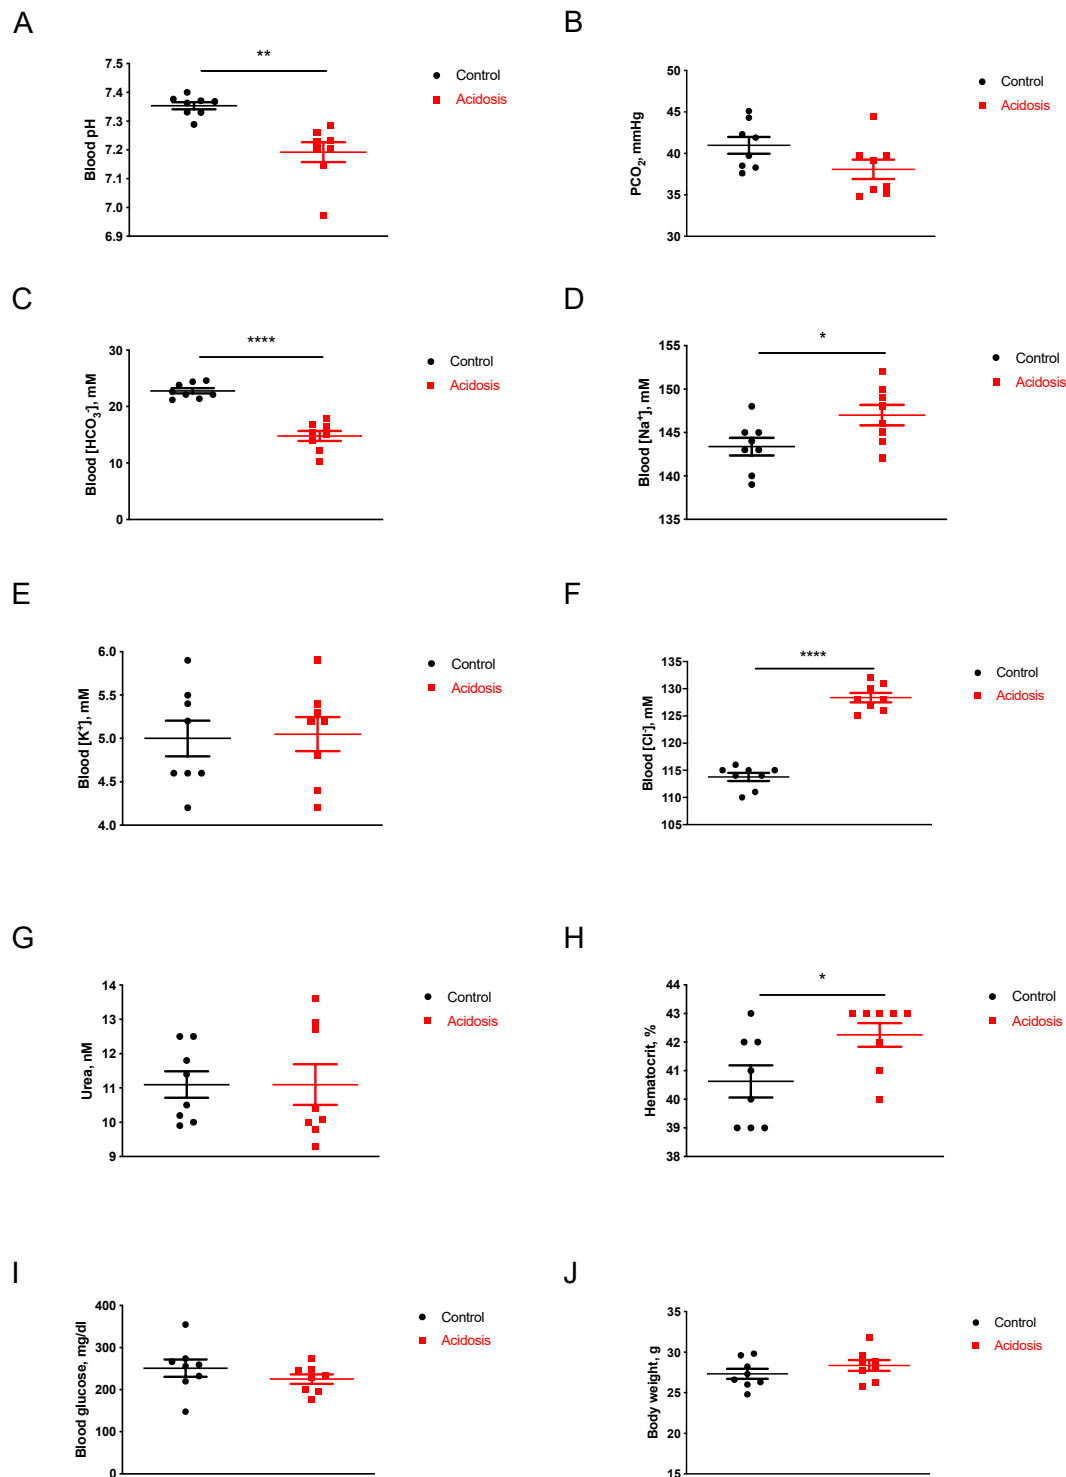 A
**
7.5
7.4
7.3
7.2
7.1
7.0
6.9
Blood pH
Control
Acidosis
B
50
45
40
35
30
PCO2, mmHg
Control
Acidosis
C
****
30
20
10
0
Blood [HCO3-], mM
Control
Acidosis
D
*
155
150
145
140
135
Blood [Na+], mM
Control
Acidosis
E
6.0
5.5
5.0
4.5
4.0
Blood [K+], mM
Control
Acidosis
F
****
135
130
125
120
115
110
105
Blood [Cl-], mM
Control
Acidosis
G
14
13
12
11
10
9
Urea, nM
Control
Acidosis
H
*
44
43
42
41
40
39
38
Hematocrit, %
Control
Acidosis
I
400
300
200
100
0
Blood glucose, mg/dl
Control
Acidosis
J
35
30
25
20
15
Body weight, g
Control
Acidosis